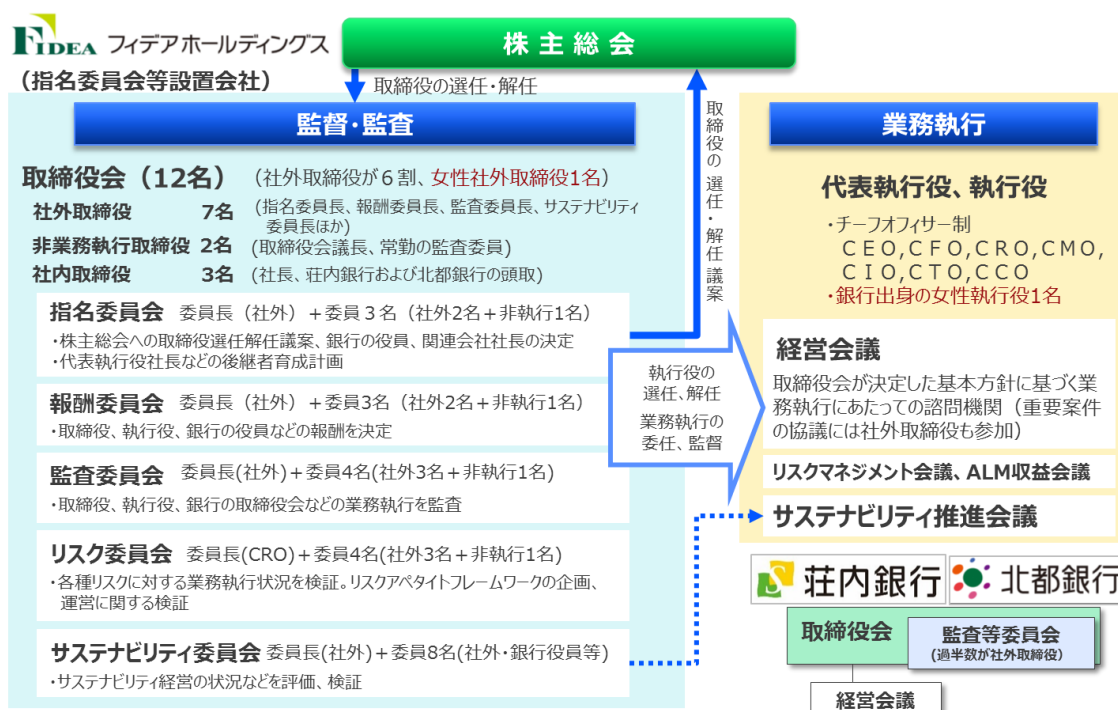 FIDEA フィデアホールディングス
(指名委員会等設置会社)
株主総会
取締役の選任・解任
監督・監査
取締役会（12名） （社外取締役が６割、女性社外取締役1名）
社外取締役 7名 （指名委員長、報酬委員長、監査委員長、サステナビリティ
委員長ほか）
非業務執行取締役 2名 （取締役会議長、常勤の監査委員）
社内取締役 3名 （社長、荘内銀行および北都銀行の頭取）
指名委員会 委員長（社外）＋委員３名（社外2名＋非執行1名）
・株主総会への取締役選任解任議案、銀行の役員、関連会社社長の決定
・代表執行役社長などの後継者育成計画
報酬委員会 委員長（社外）＋委員3名（社外2名＋非執行1名）
・取締役、執行役、銀行の役員などの報酬を決定
監査委員会 委員長(社外)＋委員4名(社外3名＋非執行1名)
・取締役、執行役、銀行の取締役会などの業務執行を監査
リスク委員会 委員長(CRO)＋委員4名(社外3名＋非執行1名)
・各種リスクに対する業務執行状況を検証。リスクアペタイトフレームワークの企画、
運営に関する検証
サステナビリティ委員会 委員長(社外)＋委員8名(社外・銀行役員等)
・サステナビリティ経営の状況などを評価、検証
取締役の選任・解任議案
執行役の
選任、解任
業務執行の
委任、監督
業務執行
代表執行役、執行役
・チーフオフィサー制
ＣＥＯ,ＣＦＯ,ＣＲＯ,ＣＭＯ,
ＣＩＯ,ＣＴＯ,ＣＣＯ
・銀行出身の女性執行役1名
経営会議
取締役会が決定した基本方針に基づく業
務執行にあたっての諮問機関（重要案件
の協議には社外取締役も参加）
リスクマネジメント会議、ALM収益会議
サステナビリティ推進会議
荘内銀行 北都銀行
取締役会
監査等委員会
(過半数が社外取締役)
経営会議